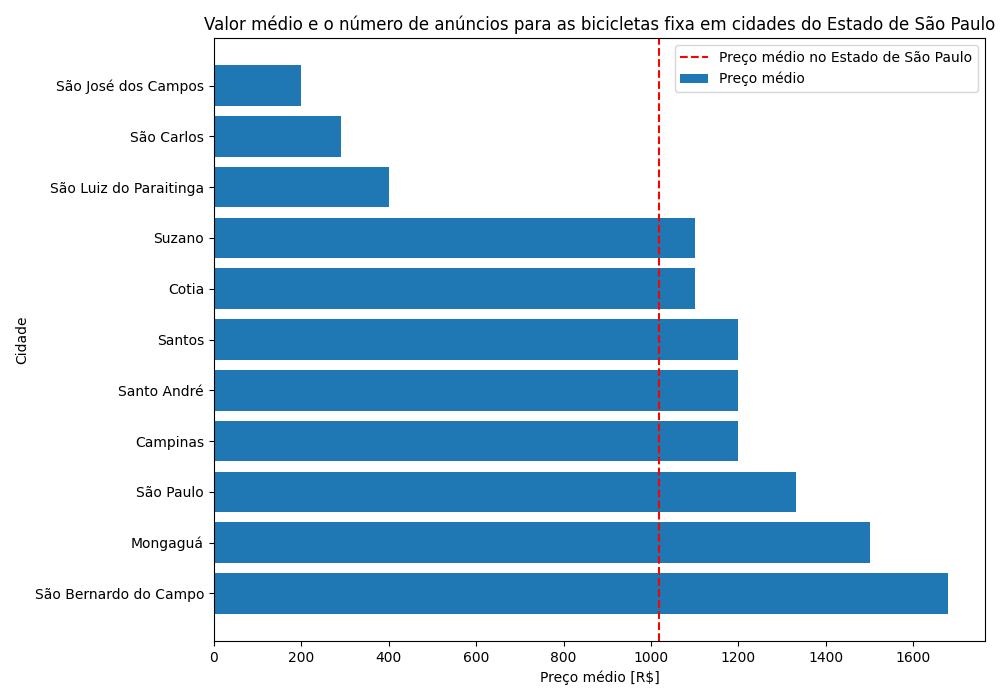 Valor médio e o número de anúncios para as bicicletas fixa em cidades do Estado de São Paulo
Preço médio no Estado de São Paulo
Preço médio
São José dos Campos
São Carlos
São Luiz do Paraitinga
Suzano
Cotia
Santos
Santo André
Campinas
São Paulo
Mongaguá
São Bernardo do Campo
Cidade
0 200 400 600 800 1000 1200 1400 1600
Preço médio [R$]